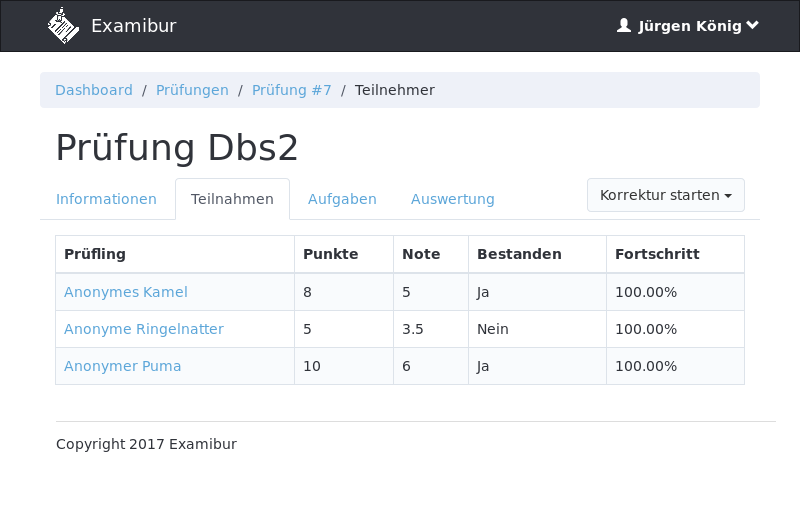 Examibur
Jürgen König
Dashboard / Prüfungen / Prüfung #7 / Teilnehmer
Prüfung Dbs2
Informationen Teilnahmen Aufgaben Auswertung Korrektur starten
Prüfling Punkte Note Bestanden Fortschritt
Anonymes Kamel 8 5 Ja 100.00%
Anonyme Ringelnatter 5 3.5 Nein 100.00%
Anonymer Puma 10 6 Ja 100.00%
Copyright 2017 Examibur